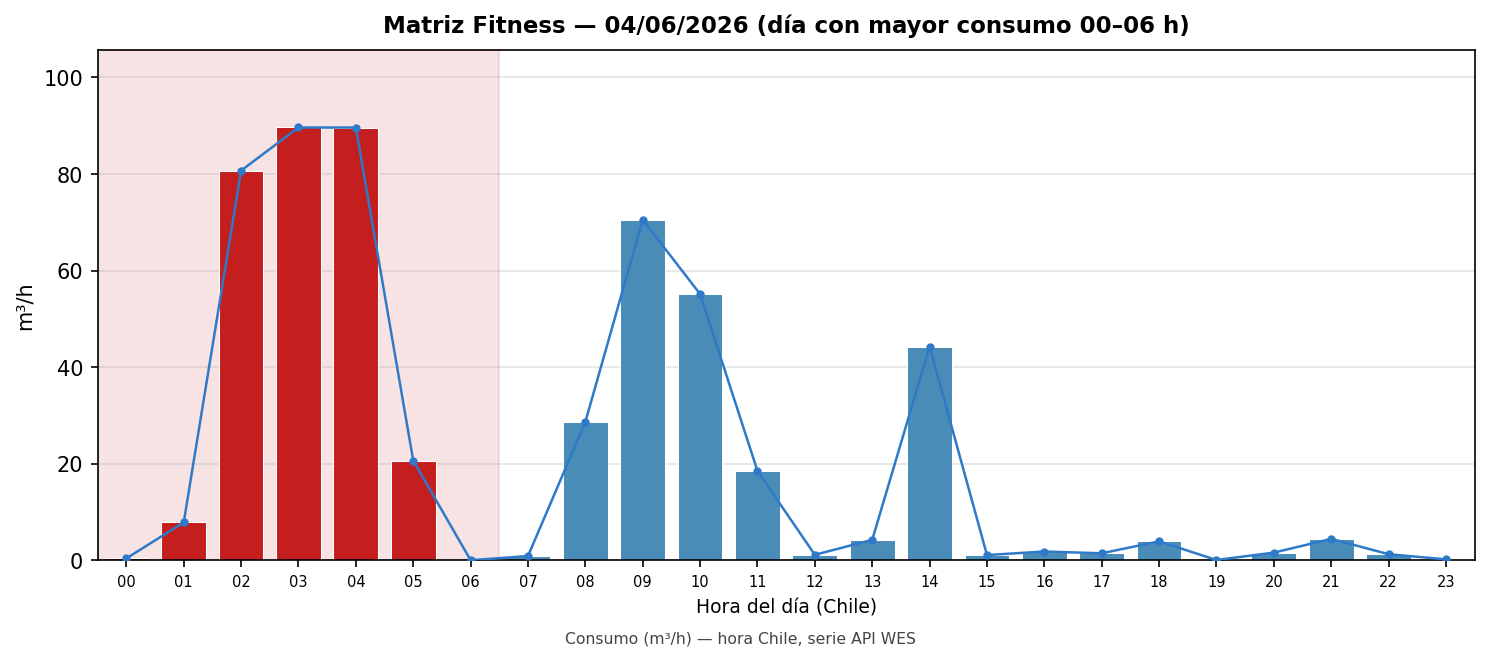 Matriz Fitness — 04/06/2026 (día con mayor consumo 00–06 h)
m³/h
100
80
60
40
20
0
00 01 02 03 04 05 06 07 08 09 10 11 12 13 14 15 16 17 18 19 20 21 22 23
Hora del día (Chile)
Consumo (m³/h) — hora Chile, serie API WES